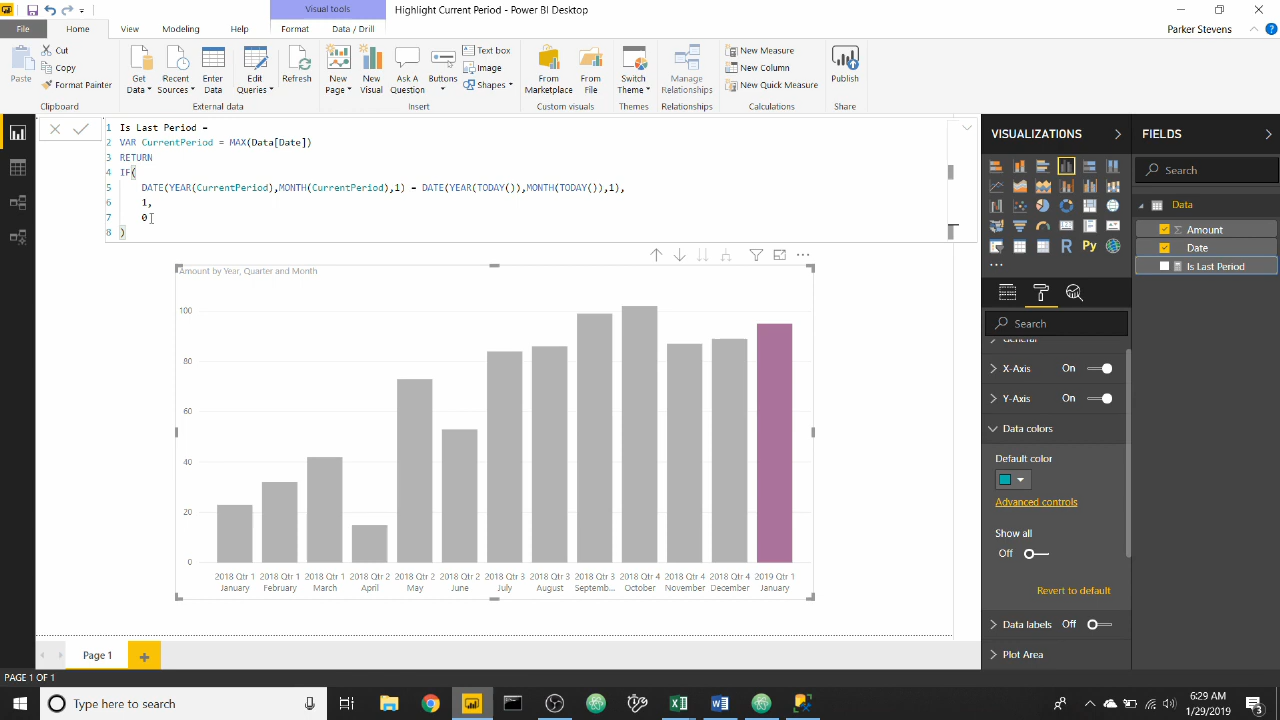 Visual tools
Highlight Current Period - Power BI Desktop
File
Home
View
Modeling
Help
Format
Data / Drill
Parker Stevens
Paste
Cut
Copy
Format Painter
Clipboard
Get Data
Recent Sources
Enter Data
Edit Queries
Refresh
External data
New Page
New Visual
Ask A Question
Buttons
Text box
Image
Shapes
Insert
From Marketplace
From File
Custom visuals
Switch Theme
Themes
Manage Relationships
Relationships
New Measure
New Column
New Quick Measure
Calculations
Publish
Share
1 Is Last Period =
2 VAR CurrentPeriod = MAX(Data[Date])
3 RETURN
4 IF(
5 DATE(YEAR(CurrentPeriod),MONTH(CurrentPeriod),1) = DATE(YEAR(TODAY()),MONTH(TODAY()),1),
6 1,
7 0
8 )
Amount by Year, Quarter and Month
100
80
60
40
20
0
2018 Qtr 1 January
2018 Qtr 1 February
2018 Qtr 1 March
2018 Qtr 2 April
2018 Qtr 2 May
2018 Qtr 2 June
2018 Qtr 3 July
2018 Qtr 3 August
2018 Qtr 3 Septemb...
2018 Qtr 4 October
2018 Qtr 4 November
2018 Qtr 4 December
2019 Qtr 1 January
VISUALIZATIONS
R
Py
Search
General
X-Axis On
Y-Axis On
Data colors
Default color
Advanced controls
Show all
Off
Revert to default
Data labels Off
Plot Area
FIELDS
Search
Data
Σ Amount
Date
Is Last Period
Page 1
PAGE 1 OF 1
Type here to search
6:29 AM
1/29/2019
3